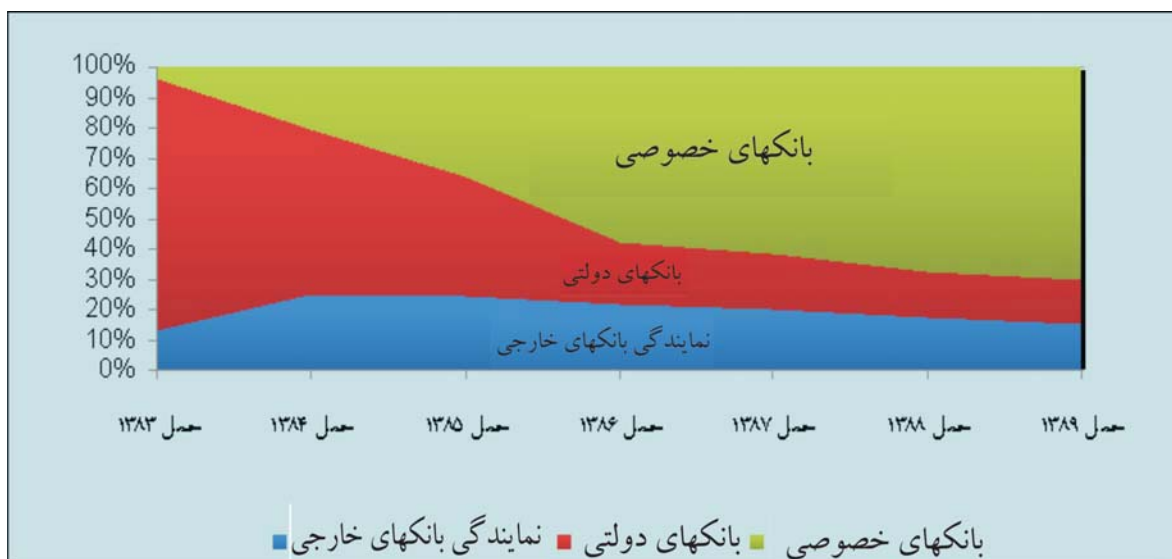 100%
90%
80%
70%
60%
50%
40%
30%
20%
10%
0%
بانکهای خصوصی
بانکهای دولتی
نمایندگی بانکهای خارجی
حمل ۱۳۸۳ حمل ۱۳۸۴ حمل ۱۳۸۵ حمل ۱۳۸۶ حمل ۱۳۸۷ حمل ۱۳۸۸ حمل ۱۳۸۹
بانکهای خصوصی بانکهای دولتی نمایندگی بانکهای خارجی